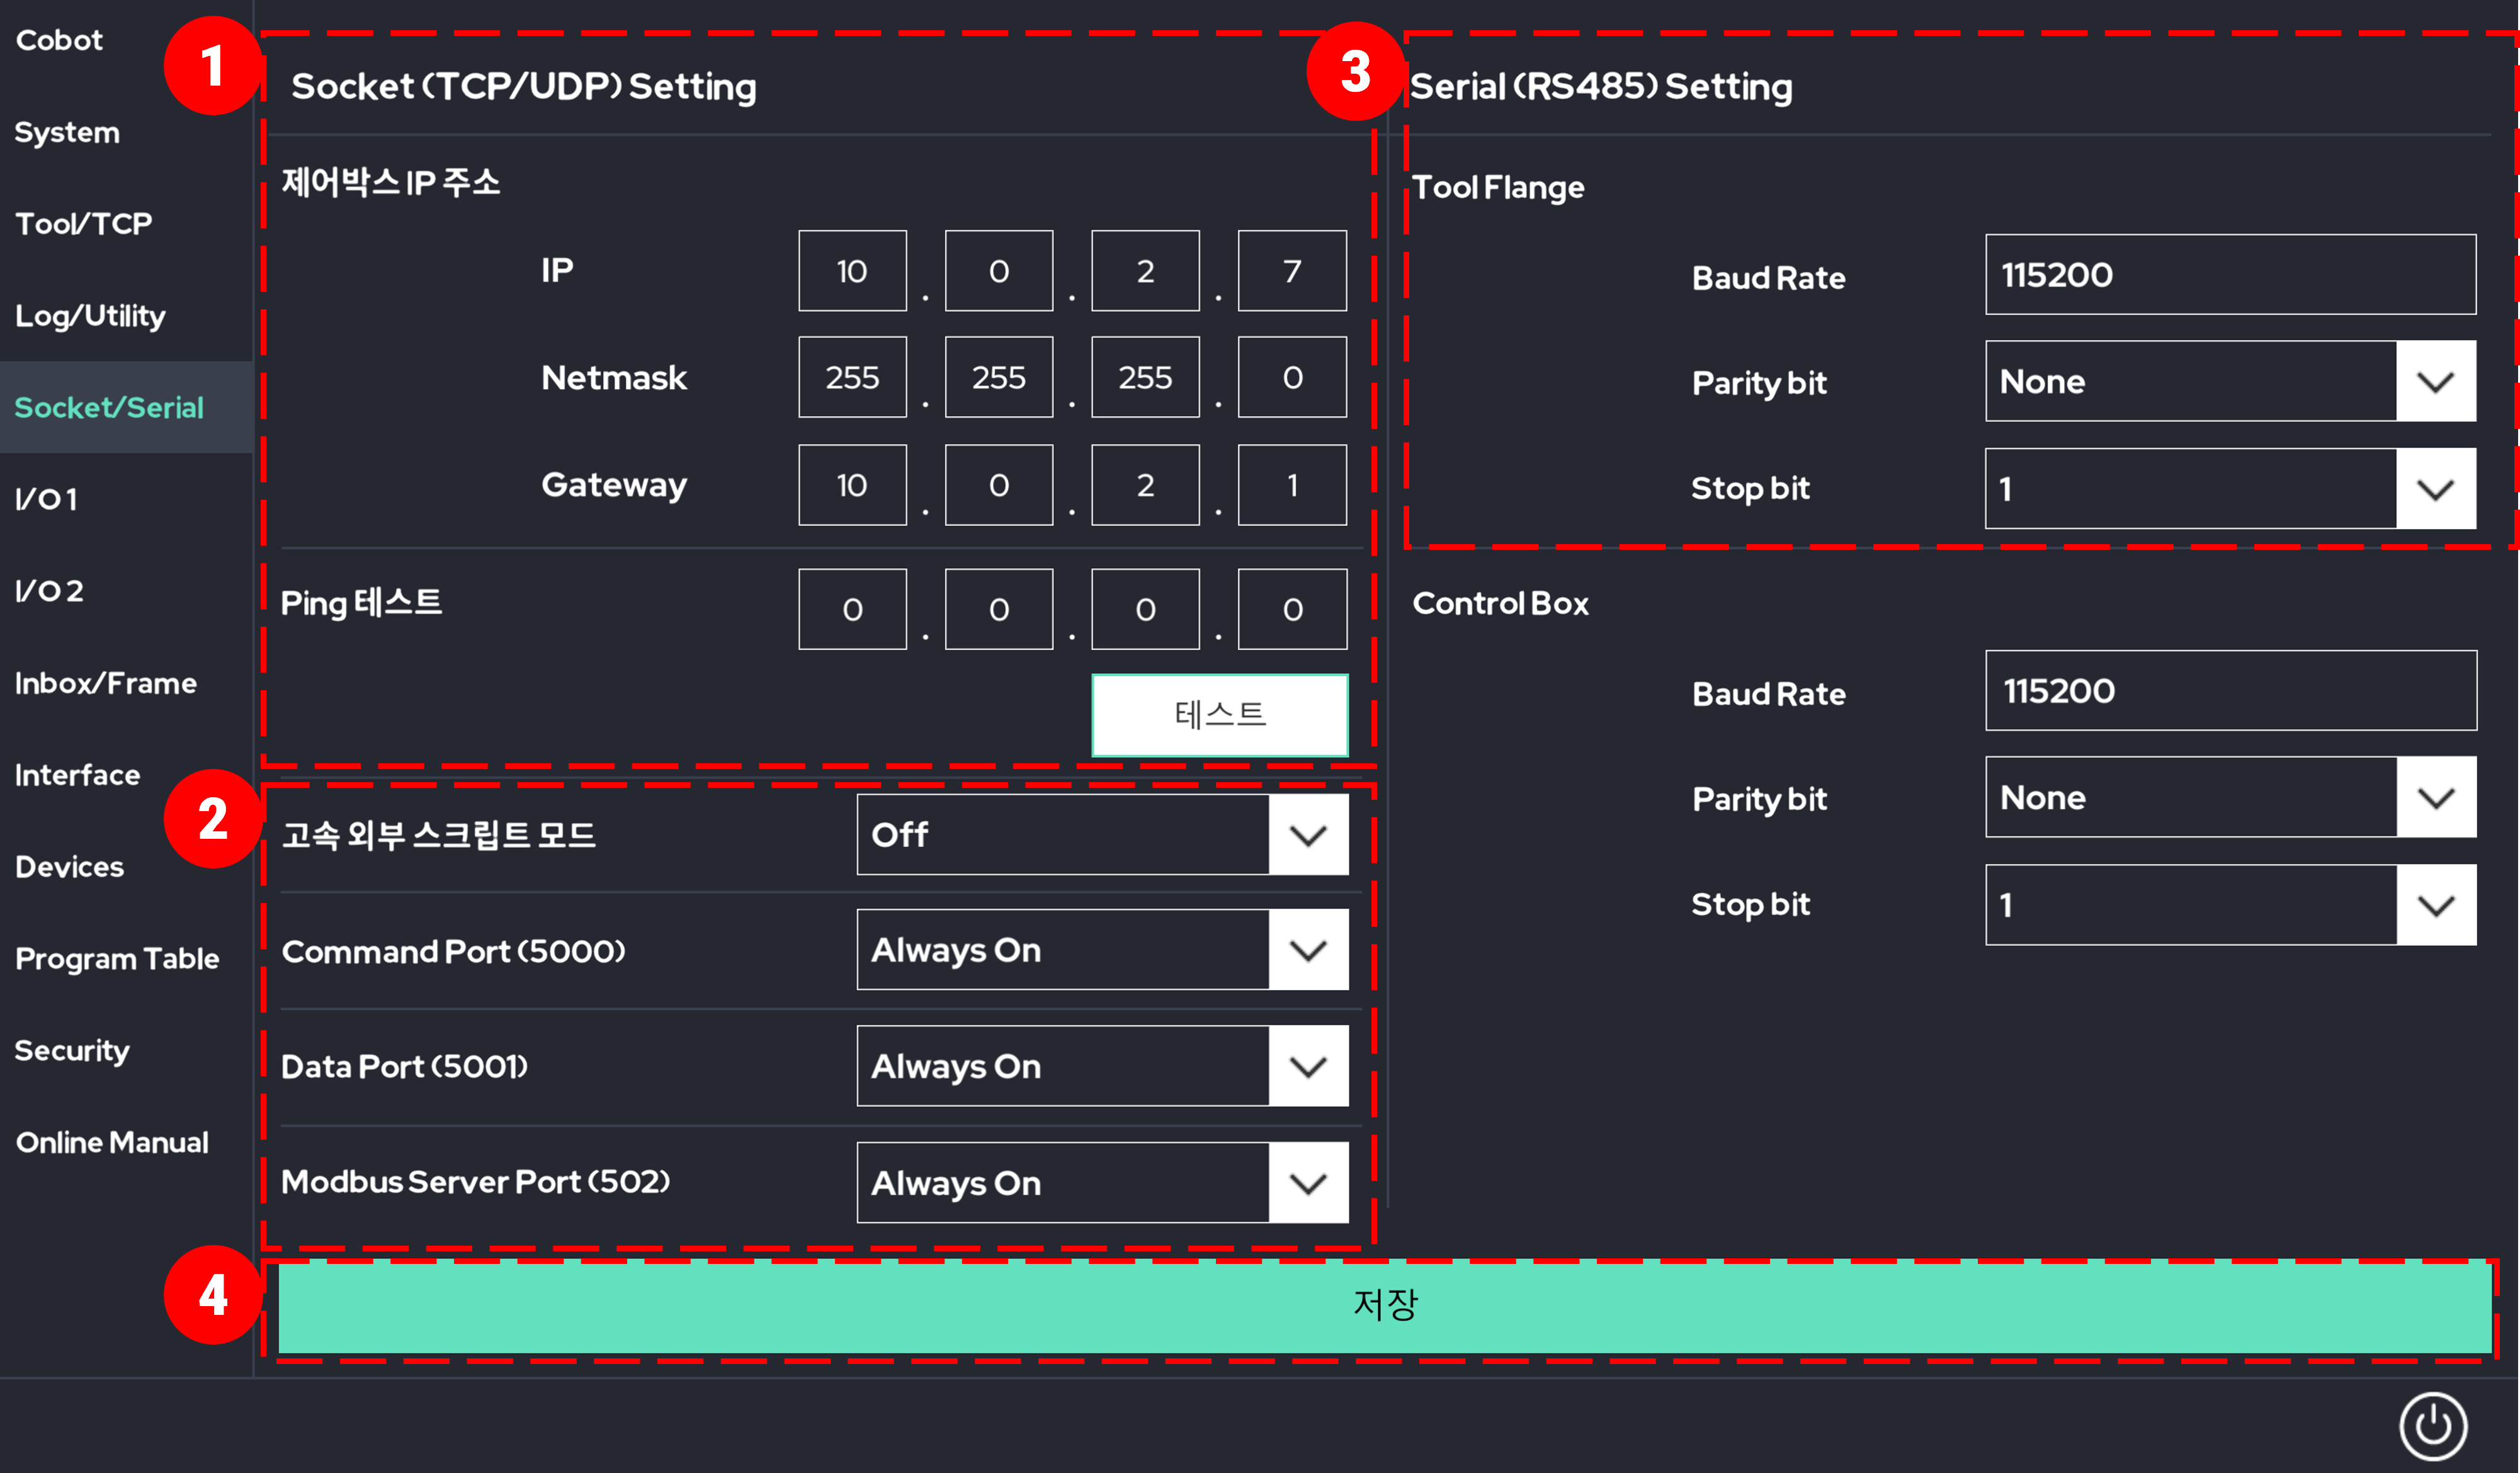 Cobot
System
Tool/TCP
Log/Utility
Socket/Serial
I/O 1
I/O 2
Inbox/Frame
Interface
Devices
Program Table
Security
Online Manual
1
Socket (TCP/UDP) Setting
제어박스 IP 주소
IP 10 . 0 . 2 . 7
Netmask 255 . 255 . 255 . 0
Gateway 10 . 0 . 2 . 1
Ping 테스트 0 . 0 . 0 . 0
테스트
2
고속 외부 스크립트 모드 Off
Command Port (5000) Always On
Data Port (5001) Always On
Modbus Server Port (502) Always On
3
Serial (RS485) Setting
Tool Flange
Baud Rate 115200
Parity bit None
Stop bit 1
Control Box
Baud Rate 115200
Parity bit None
Stop bit 1
4
저장